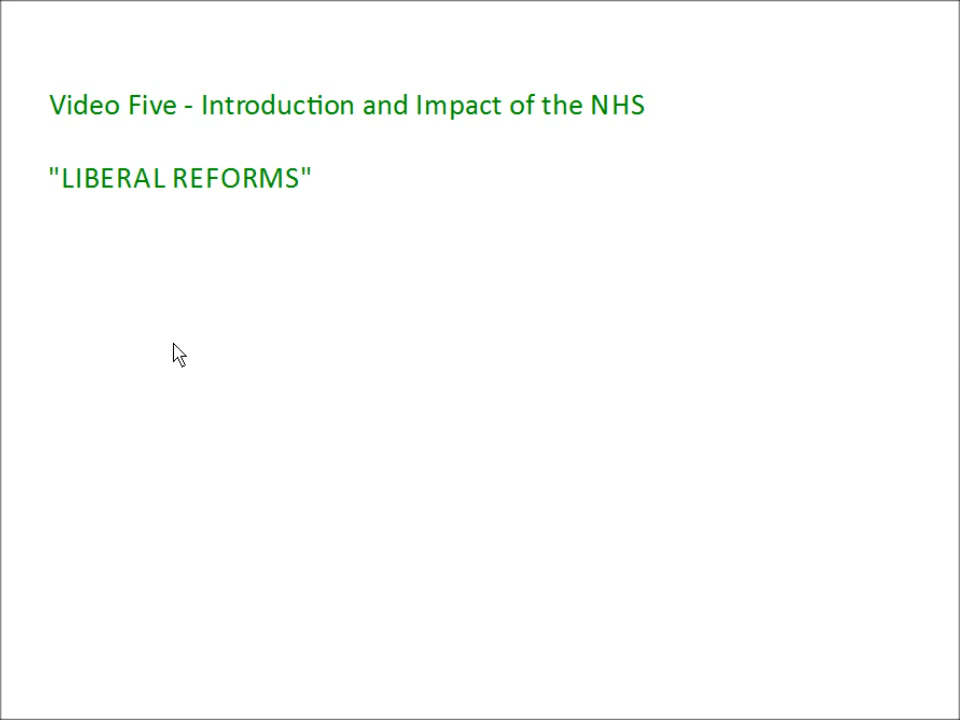 Video Five - Introduction and Impact of the NHS
"LIBERAL REFORMS"